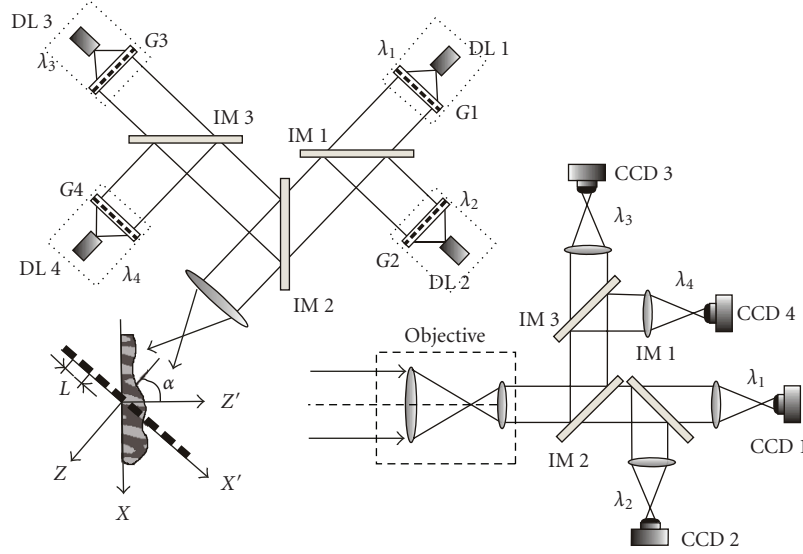 DL 3
G3
λ3
λ1
DL 1
G1
IM 3
IM 1
G4
λ2
G2
DL 4
λ4
DL 2
IM 2
CCD 3
λ3
λ4
IM 3
CCD 4
IM 1
Objective
λ1
CCD 1
IM 2
λ2
CCD 2
L
α
Z′
Z
X′
X